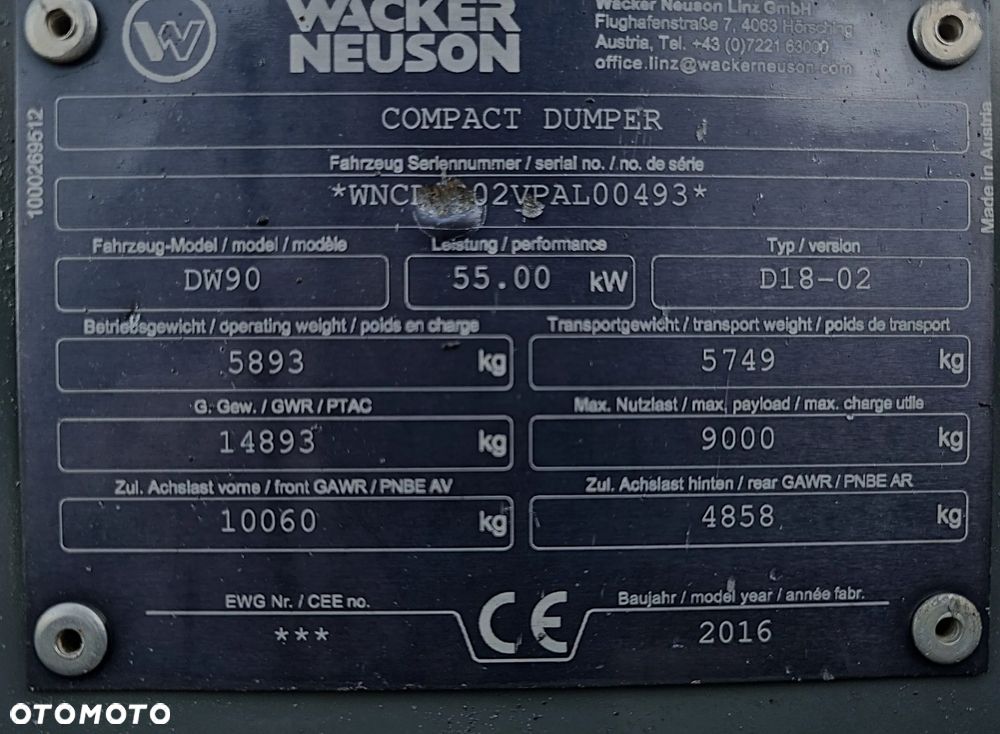 WACKER
NEUSON
Wacker Neuson Linz GmbH
Flughafenstraße 7, 4063 Hörsching
Austria, Tel. +43 (0)7221 63000
office.linz@wackerneuson.com
1000269512
Made in Austria
COMPACT DUMPER
Fahrzeug Seriennummer / serial no. / no. de série
Fahrzeug-Model / model / modèle
Leistung / performance
Typ / version
DW90
55.00 kW
D18-02
Betriebsgewicht / operating weight / poids en charge
Transportgewicht / transport weight / poids de transport
5893 kg
5749 kg
G. Gew. / GWR / PTAC
Max. Nutzlast / max. payload / max. charge utile
14893 kg
9000 kg
Zul. Achslast vorne / front GAWR / PNBE AV
Zul. Achslast hinten / rear GAWR / PNBE AR
10060 kg
4858 kg
EWG Nr. / CEE no.
CE
Baujahr / model year / année fabr.
***
2016
OTOMOTO